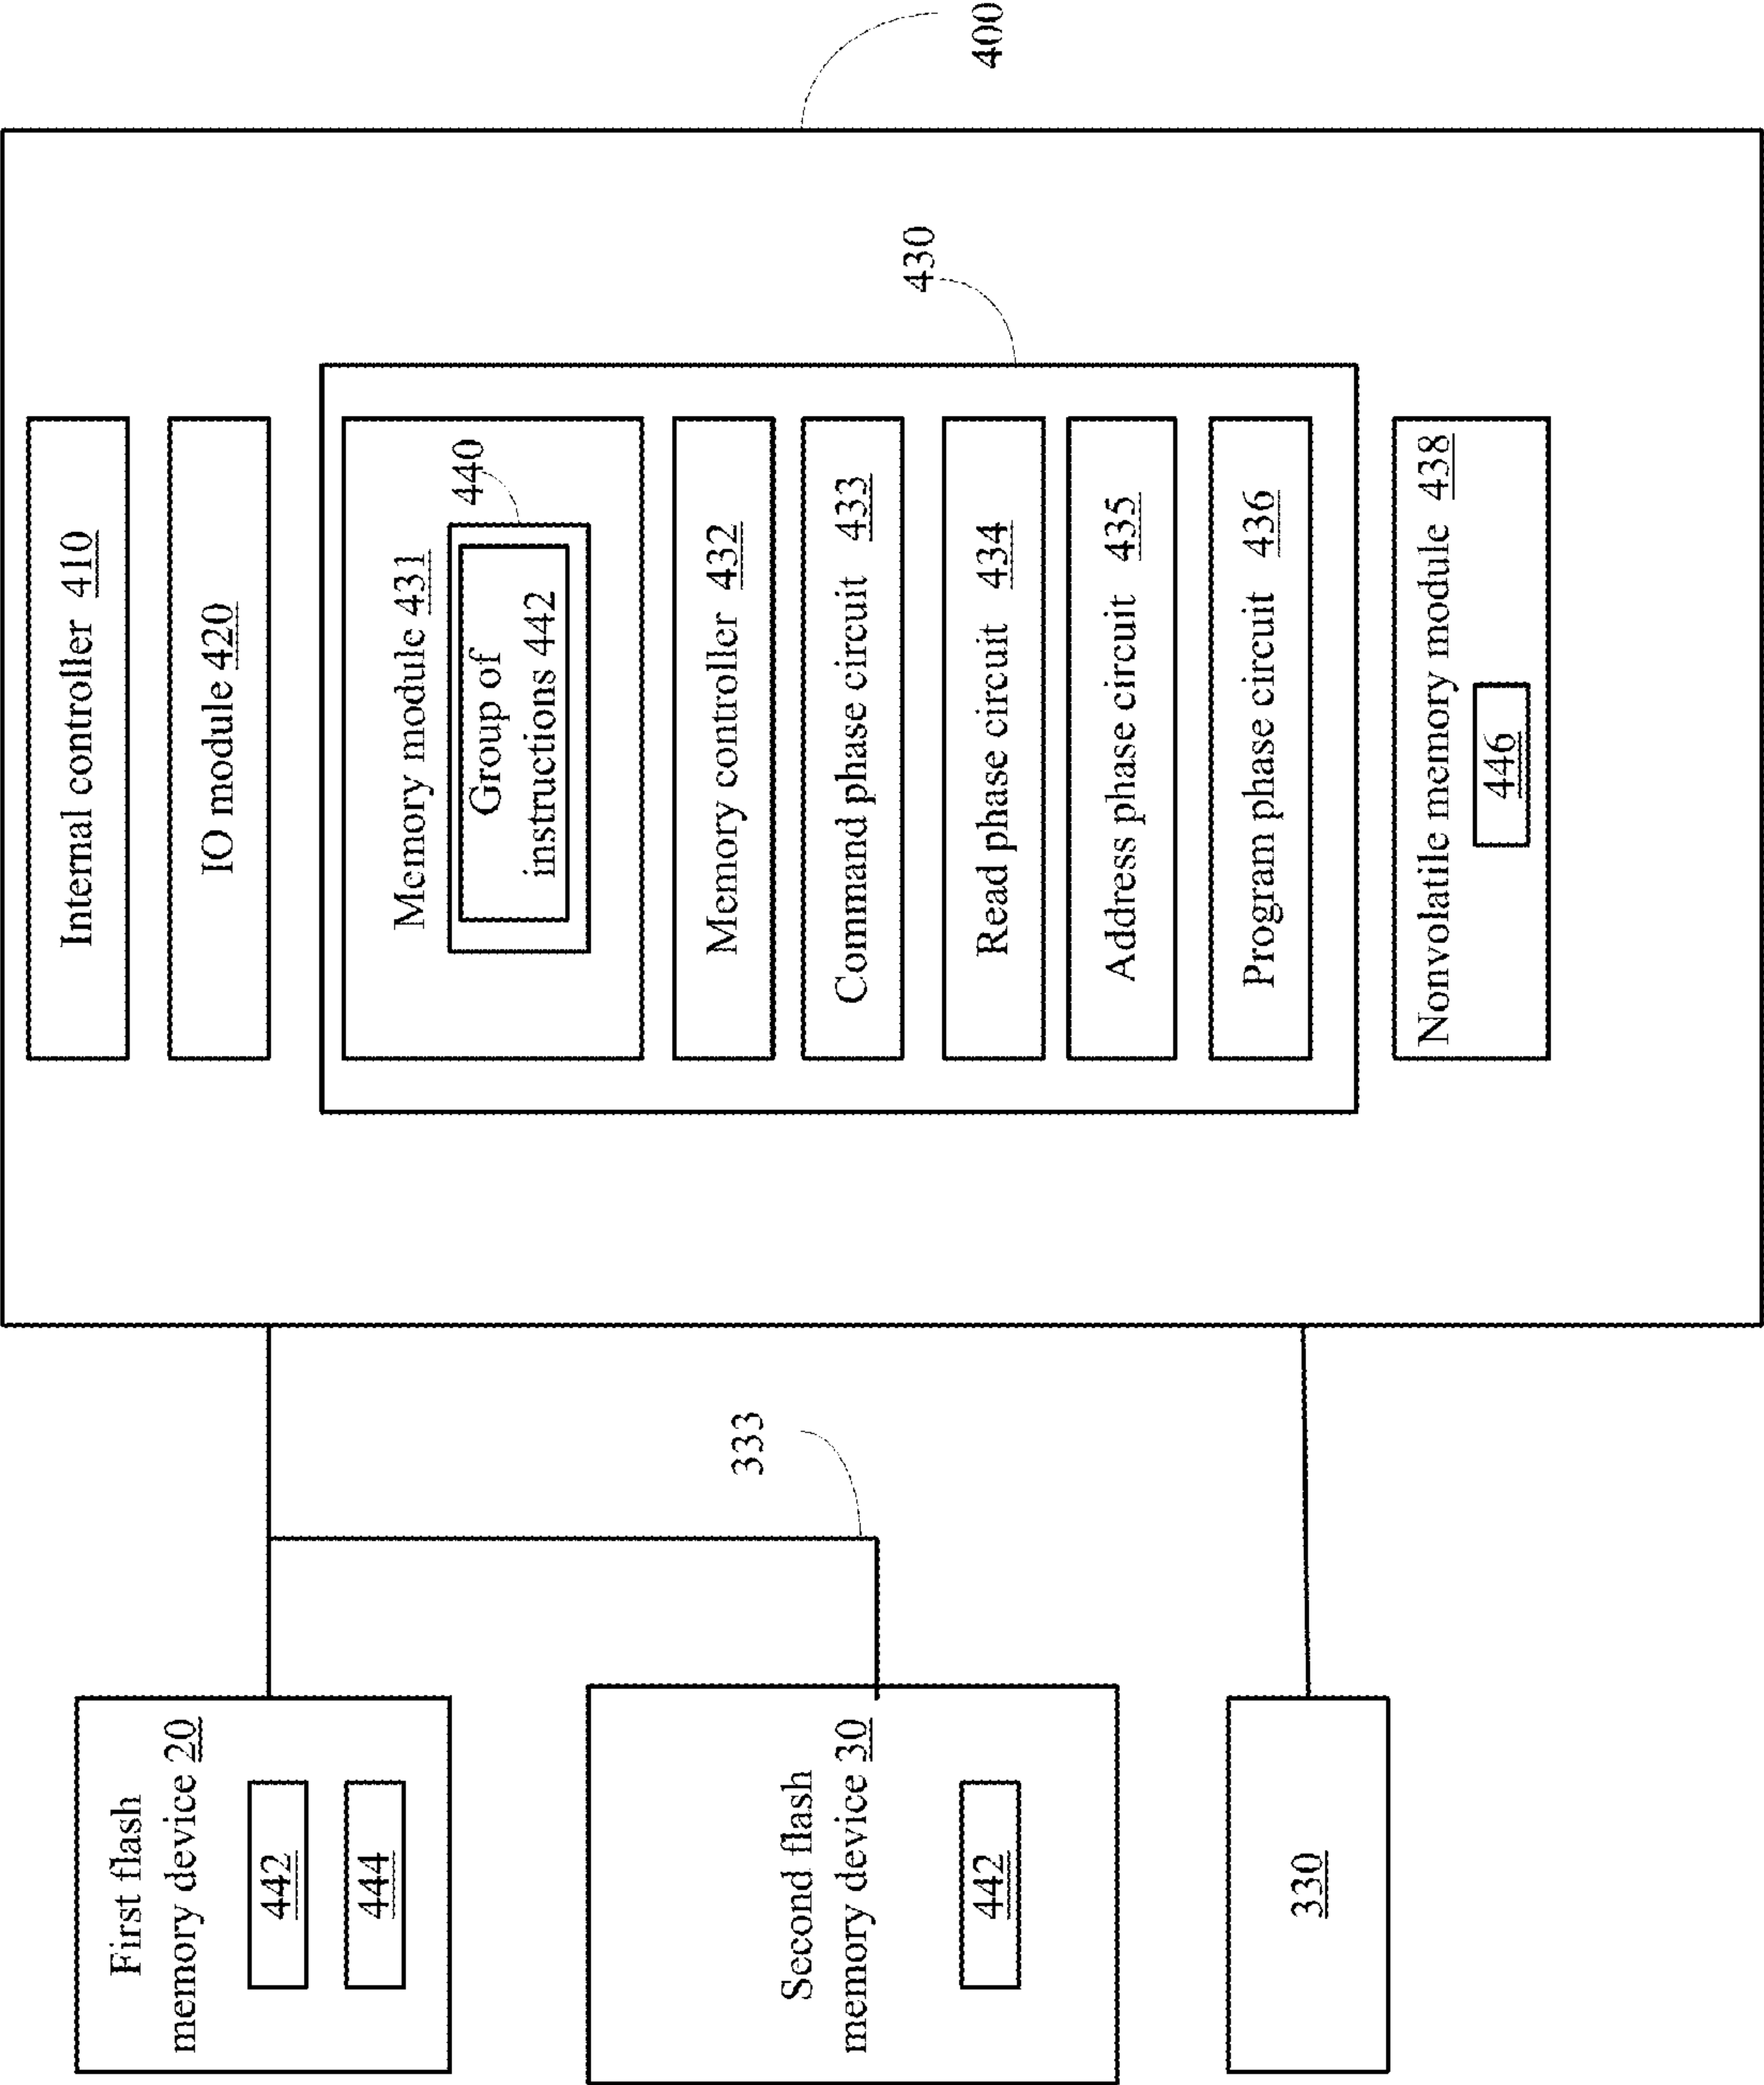 First flash
memory device 20
442
444
Second flash
memory device 30
442
330
333
Internal controller 410
IO module 420
Memory module 431
440
Group of
instructions 442
Memory controller 432
Command phase circuit 433
Read phase circuit 434
Address phase circuit 435
Program phase circuit 436
Nonvolatile memory module 438
446
430
400